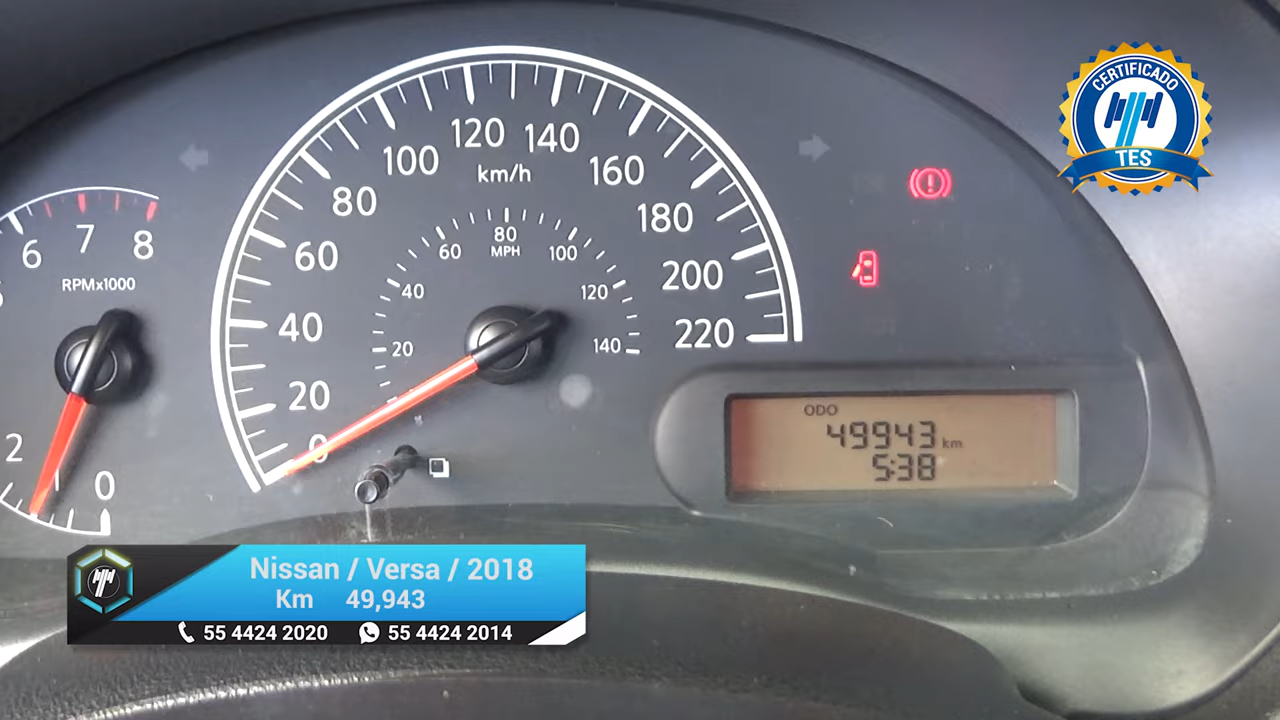 CERTIFICADO
TES
120 140
100 km/h 160
80 180
60 200
40 220
20
0
80
MPH
60 100
40 120
20 140
6 7 8
RPMx1000
2 0
ODO
49943 km
5:38
Nissan / Versa / 2018
Km 49,943
55 4424 2020 55 4424 2014